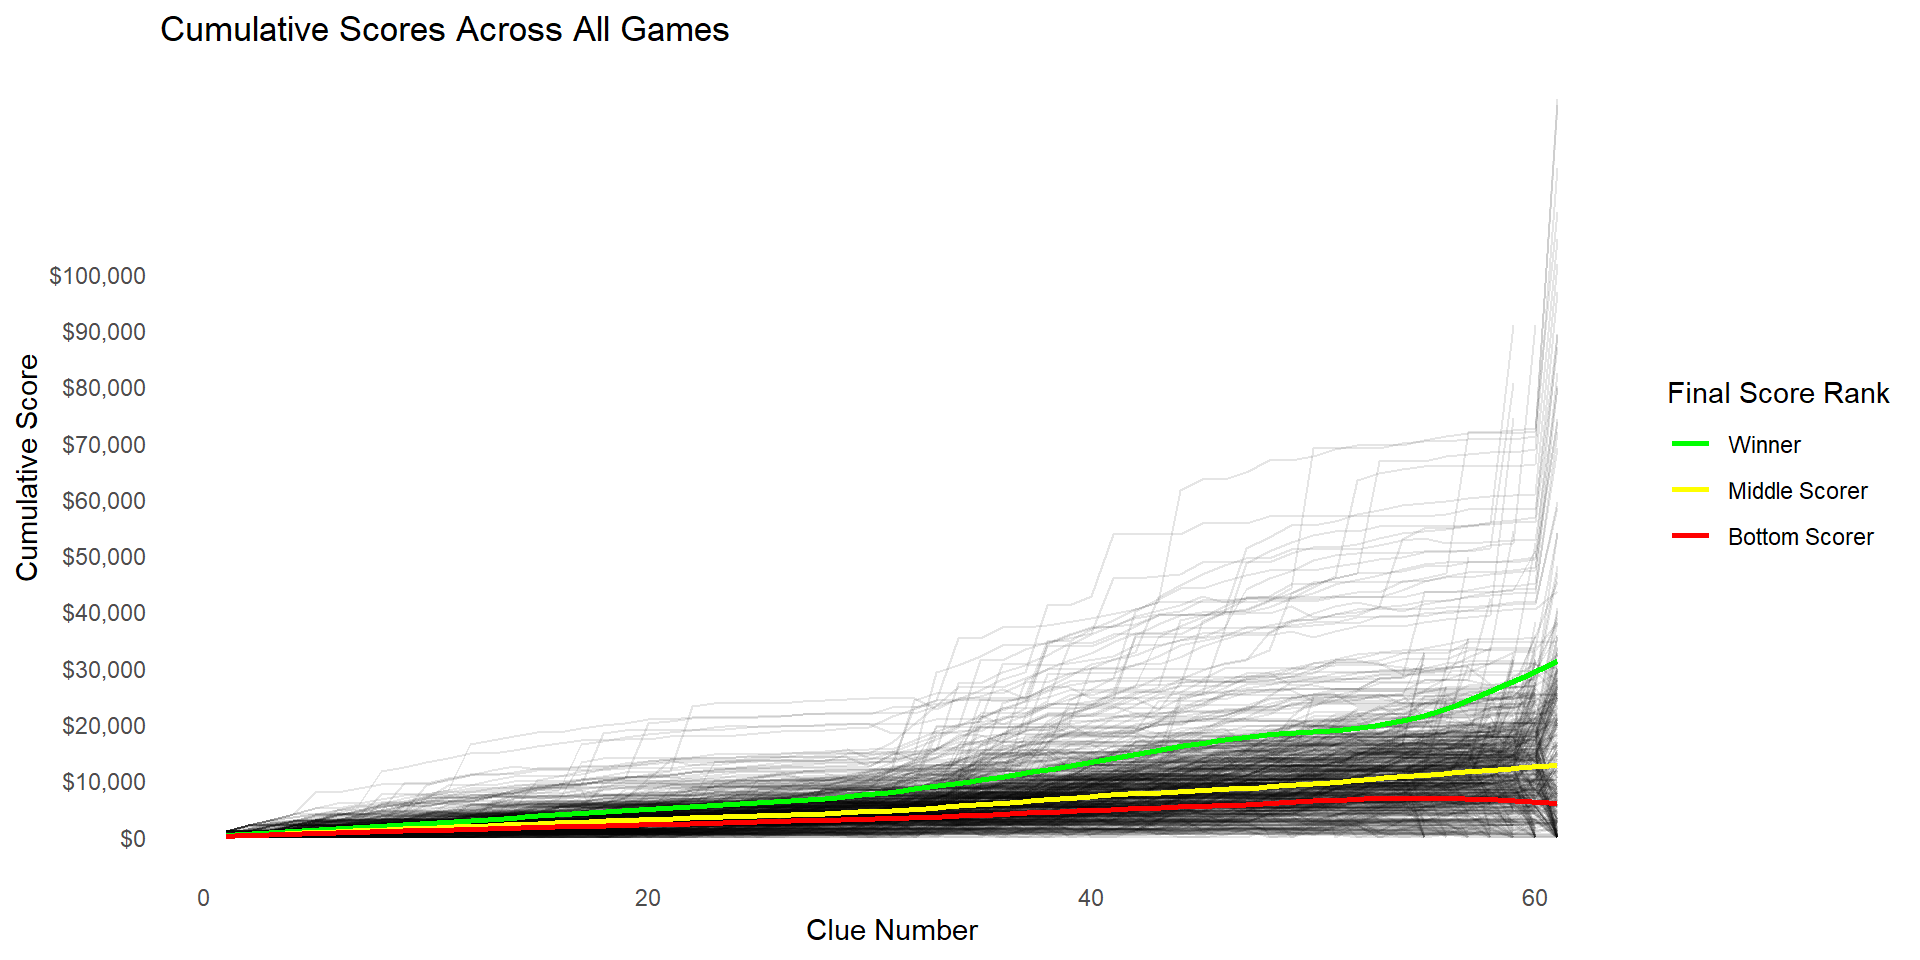 Cumulative Scores Across All Games
$100,000
$90,000
$80,000
$70,000
$60,000
$50,000
$40,000
$30,000
$20,000
$10,000
$0
Cumulative Score
0 20 40 60
Clue Number
Final Score Rank
Winner
Middle Scorer
Bottom Scorer